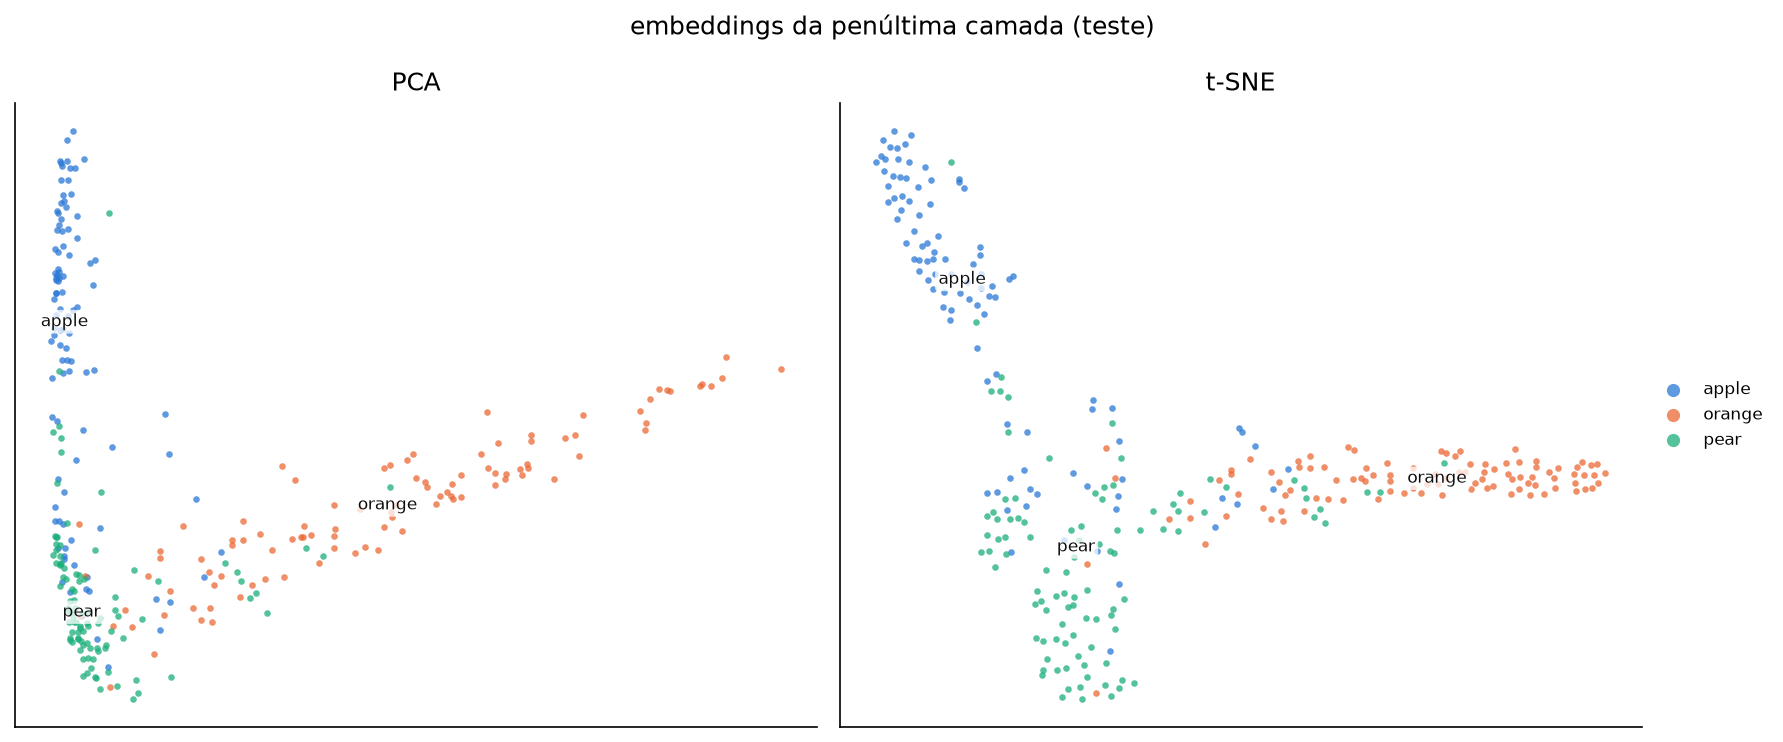 embeddings da penúltima camada (teste)
PCA
t-SNE
apple
orange
pear
apple
orange
pear
apple
orange
pear